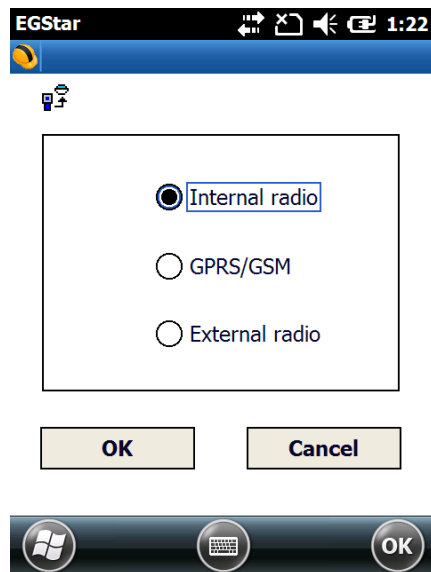 EGStar 1:22
Internal radio
GPRS/GSM
External radio
OK Cancel
OK